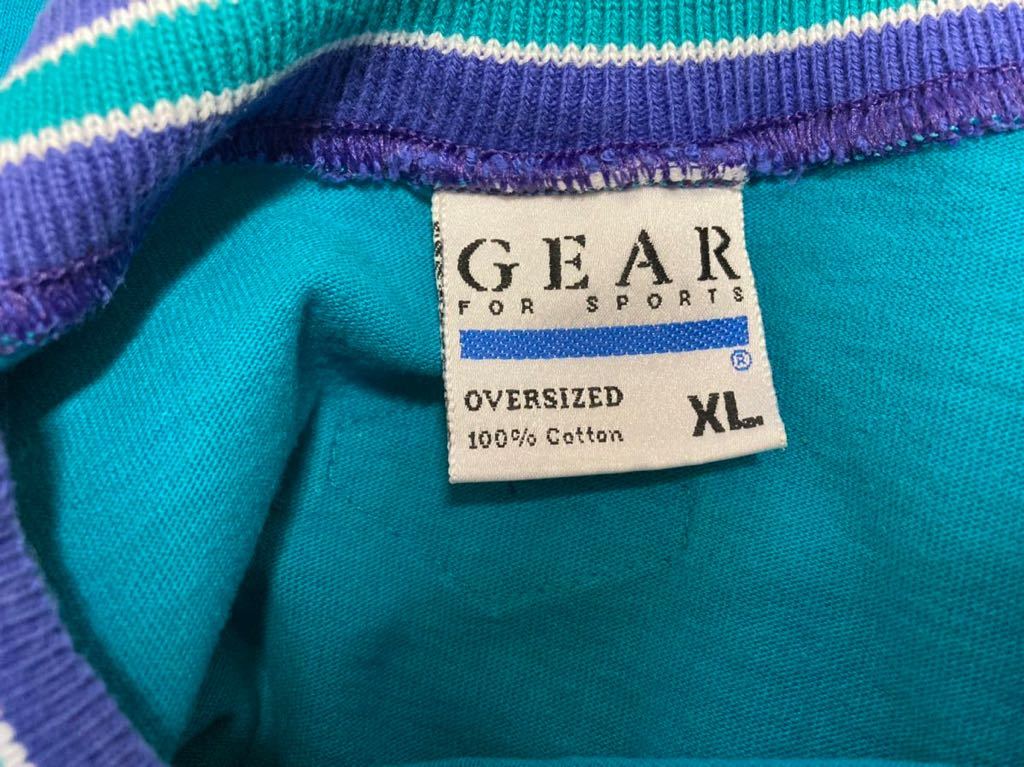 GEAR
FOR SPORTS
®
OVERSIZED
100% Cotton
XL